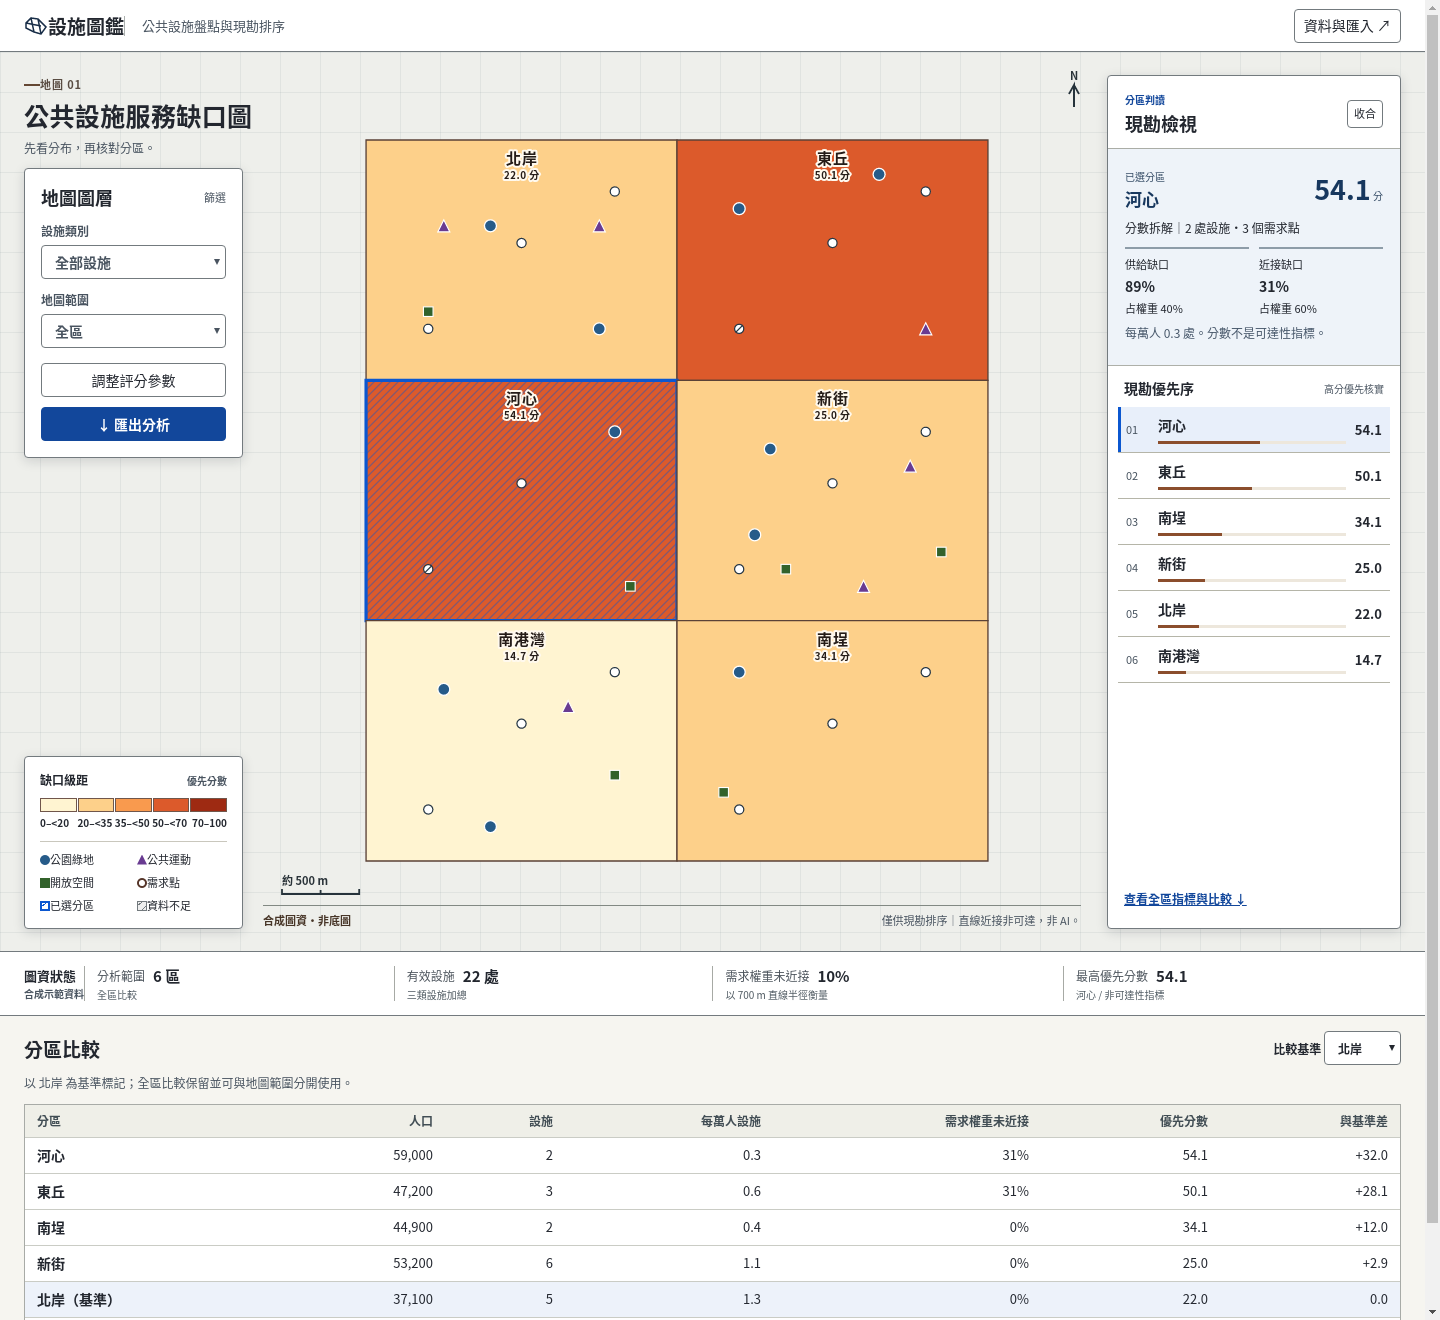 設施圖鑑
公共設施盤點與現勘排序
資料與匯入 ↗
地圖 01
公共設施服務缺口圖
先看分布，再核對分區。
地圖圖層
篩選
設施類別
全部設施
地圖範圍
全區
調整評分參數
↓ 匯出分析
N
北岸
22.0 分
東丘
50.1 分
河心
54.1 分
新街
25.0 分
南港灣
14.7 分
南埕
34.1 分
缺口級距
優先分數
0–<20 20–<35 35–<50 50–<70 70–100
公園綠地
公共運動
開放空間
需求點
已選分區
資料不足
約 500 m
合成圖資・非底圖
僅供現勘排序｜直線近接非可達，非 AI。
分區判讀
現勘檢視
收合
已選分區
河心
54.1 分
分數拆解｜2 處設施・3 個需求點
供給缺口
89%
占權重 40%
近接缺口
31%
占權重 60%
每萬人 0.3 處。分數不是可達性指標。
現勘優先序
高分優先核實
01 河心 54.1
02 東丘 50.1
03 南埕 34.1
04 新街 25.0
05 北岸 22.0
06 南港灣 14.7
查看全區指標與比較 ↓
圖資狀態
合成示範資料
分析範圍 6 區
全區比較
有效設施 22 處
三類設施加總
需求權重未近接 10%
以 700 m 直線半徑衡量
最高優先分數 54.1
河心 / 非可達性指標
分區比較
比較基準 北岸
以 北岸 為基準標記；全區比較保留並可與地圖範圍分開使用。
分區 人口 設施 每萬人設施 需求權重未近接 優先分數 與基準差
河心 59,000 2 0.3 31% 54.1 +32.0
東丘 47,200 3 0.6 31% 50.1 +28.1
南埕 44,900 2 0.4 0% 34.1 +12.0
新街 53,200 6 1.1 0% 25.0 +2.9
北岸（基準） 37,100 5 1.3 0% 22.0 0.0